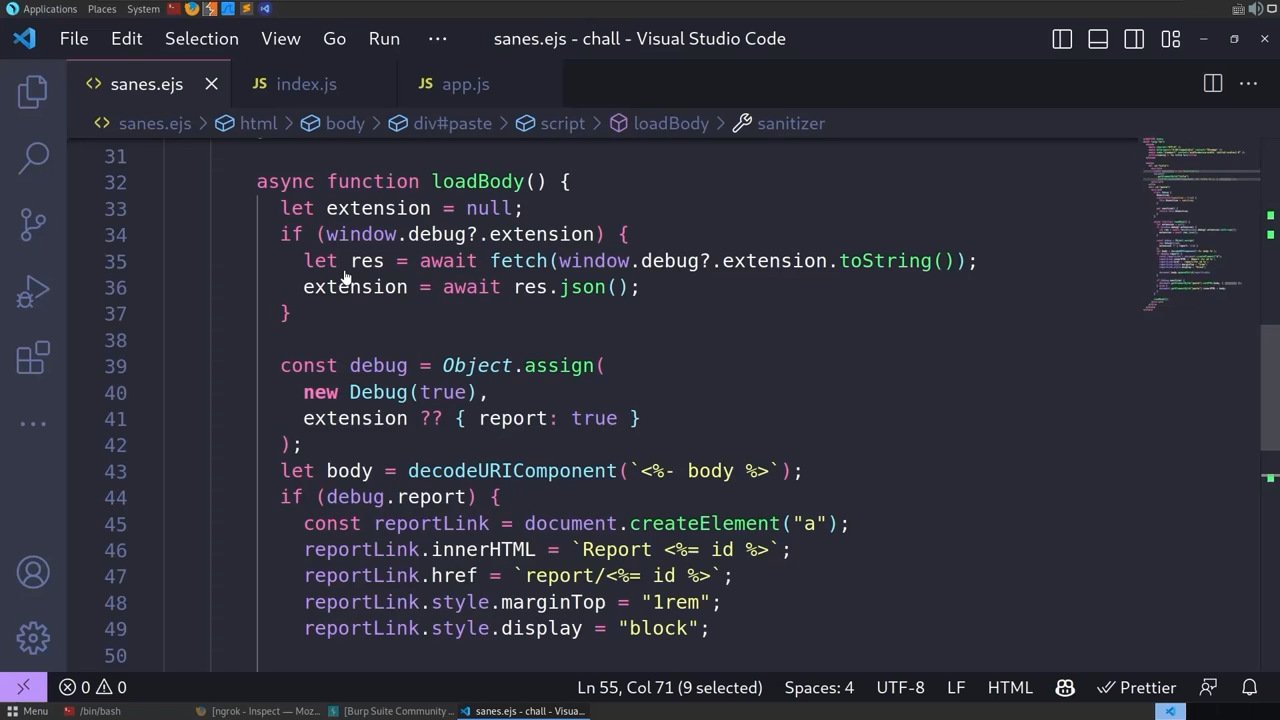 Applications Places System
File Edit Selection View Go Run ··· sanes.ejs - chall - Visual Studio Code
sanes.ejs JS index.js JS app.js
sanes.ejs > html > body > div#paste > script > loadBody > sanitizer
31
32 async function loadBody() {
33 let extension = null;
34 if (window.debug?.extension) {
35 let res = await fetch(window.debug?.extension.toString());
36 extension = await res.json();
37 }
38
39 const debug = Object.assign(
40 new Debug(true),
41 extension ?? { report: true }
42 );
43 let body = decodeURIComponent(`<%- body %>`);
44 if (debug.report) {
45 const reportLink = document.createElement("a");
46 reportLink.innerHTML = `Report <%= id %>`;
47 reportLink.href = `report/<%= id %>`;
48 reportLink.style.marginTop = "1rem";
49 reportLink.style.display = "block";
50
0 0 Ln 55, Col 71 (9 selected) Spaces: 4 UTF-8 LF HTML Prettier
Menu /bin/bash [ngrok - Inspect — Moz... [Burp Suite Community ... sanes.ejs - chall - Visua...